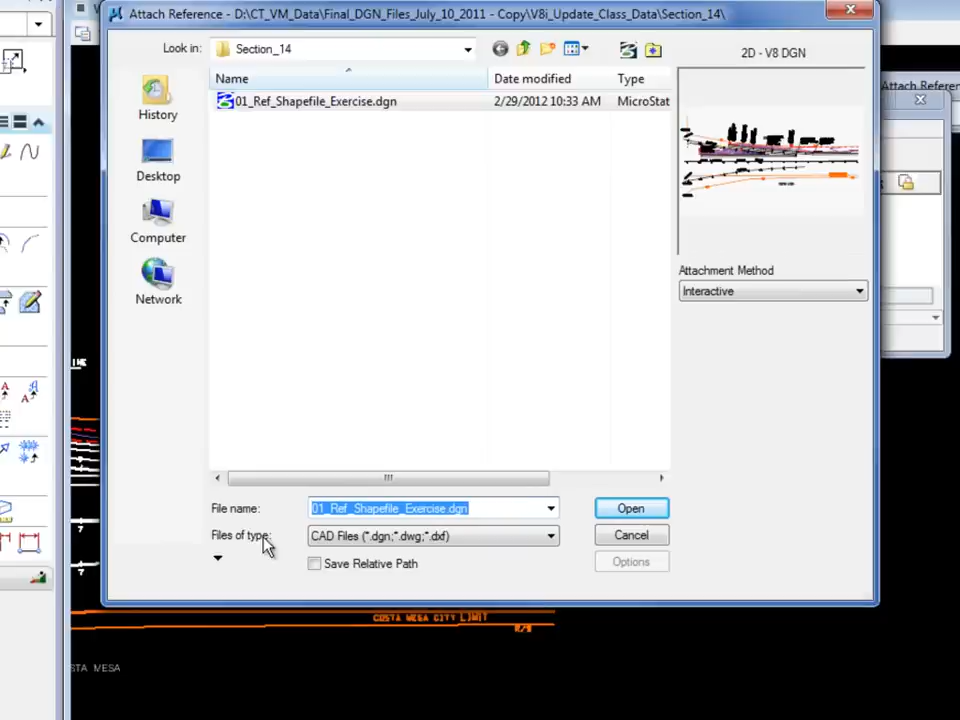 Attach Reference - D:\CT_VM_Data\Final_DGN_Files_July_10_2011 - Copy\V8i_Update_Class_Data\Section_14\
Look in:
Section_14
2D - V8 DGN
Name
Date modified
Type
Attach Referer
01_Ref_Shapefile_Exercise.dgn
2/29/2012 10:33 AM
MicroStat
History
Desktop
Computer
Network
Attachment Method
Interactive
File name:
01_Ref_Shapefile_Exercise.dgn
Open
Files of type:
CAD Files (*.dgn;*.dwg;*.dxf)
Cancel
Save Relative Path
Options
COSTA MESA CITY LIMIT
R/W
STA MESA